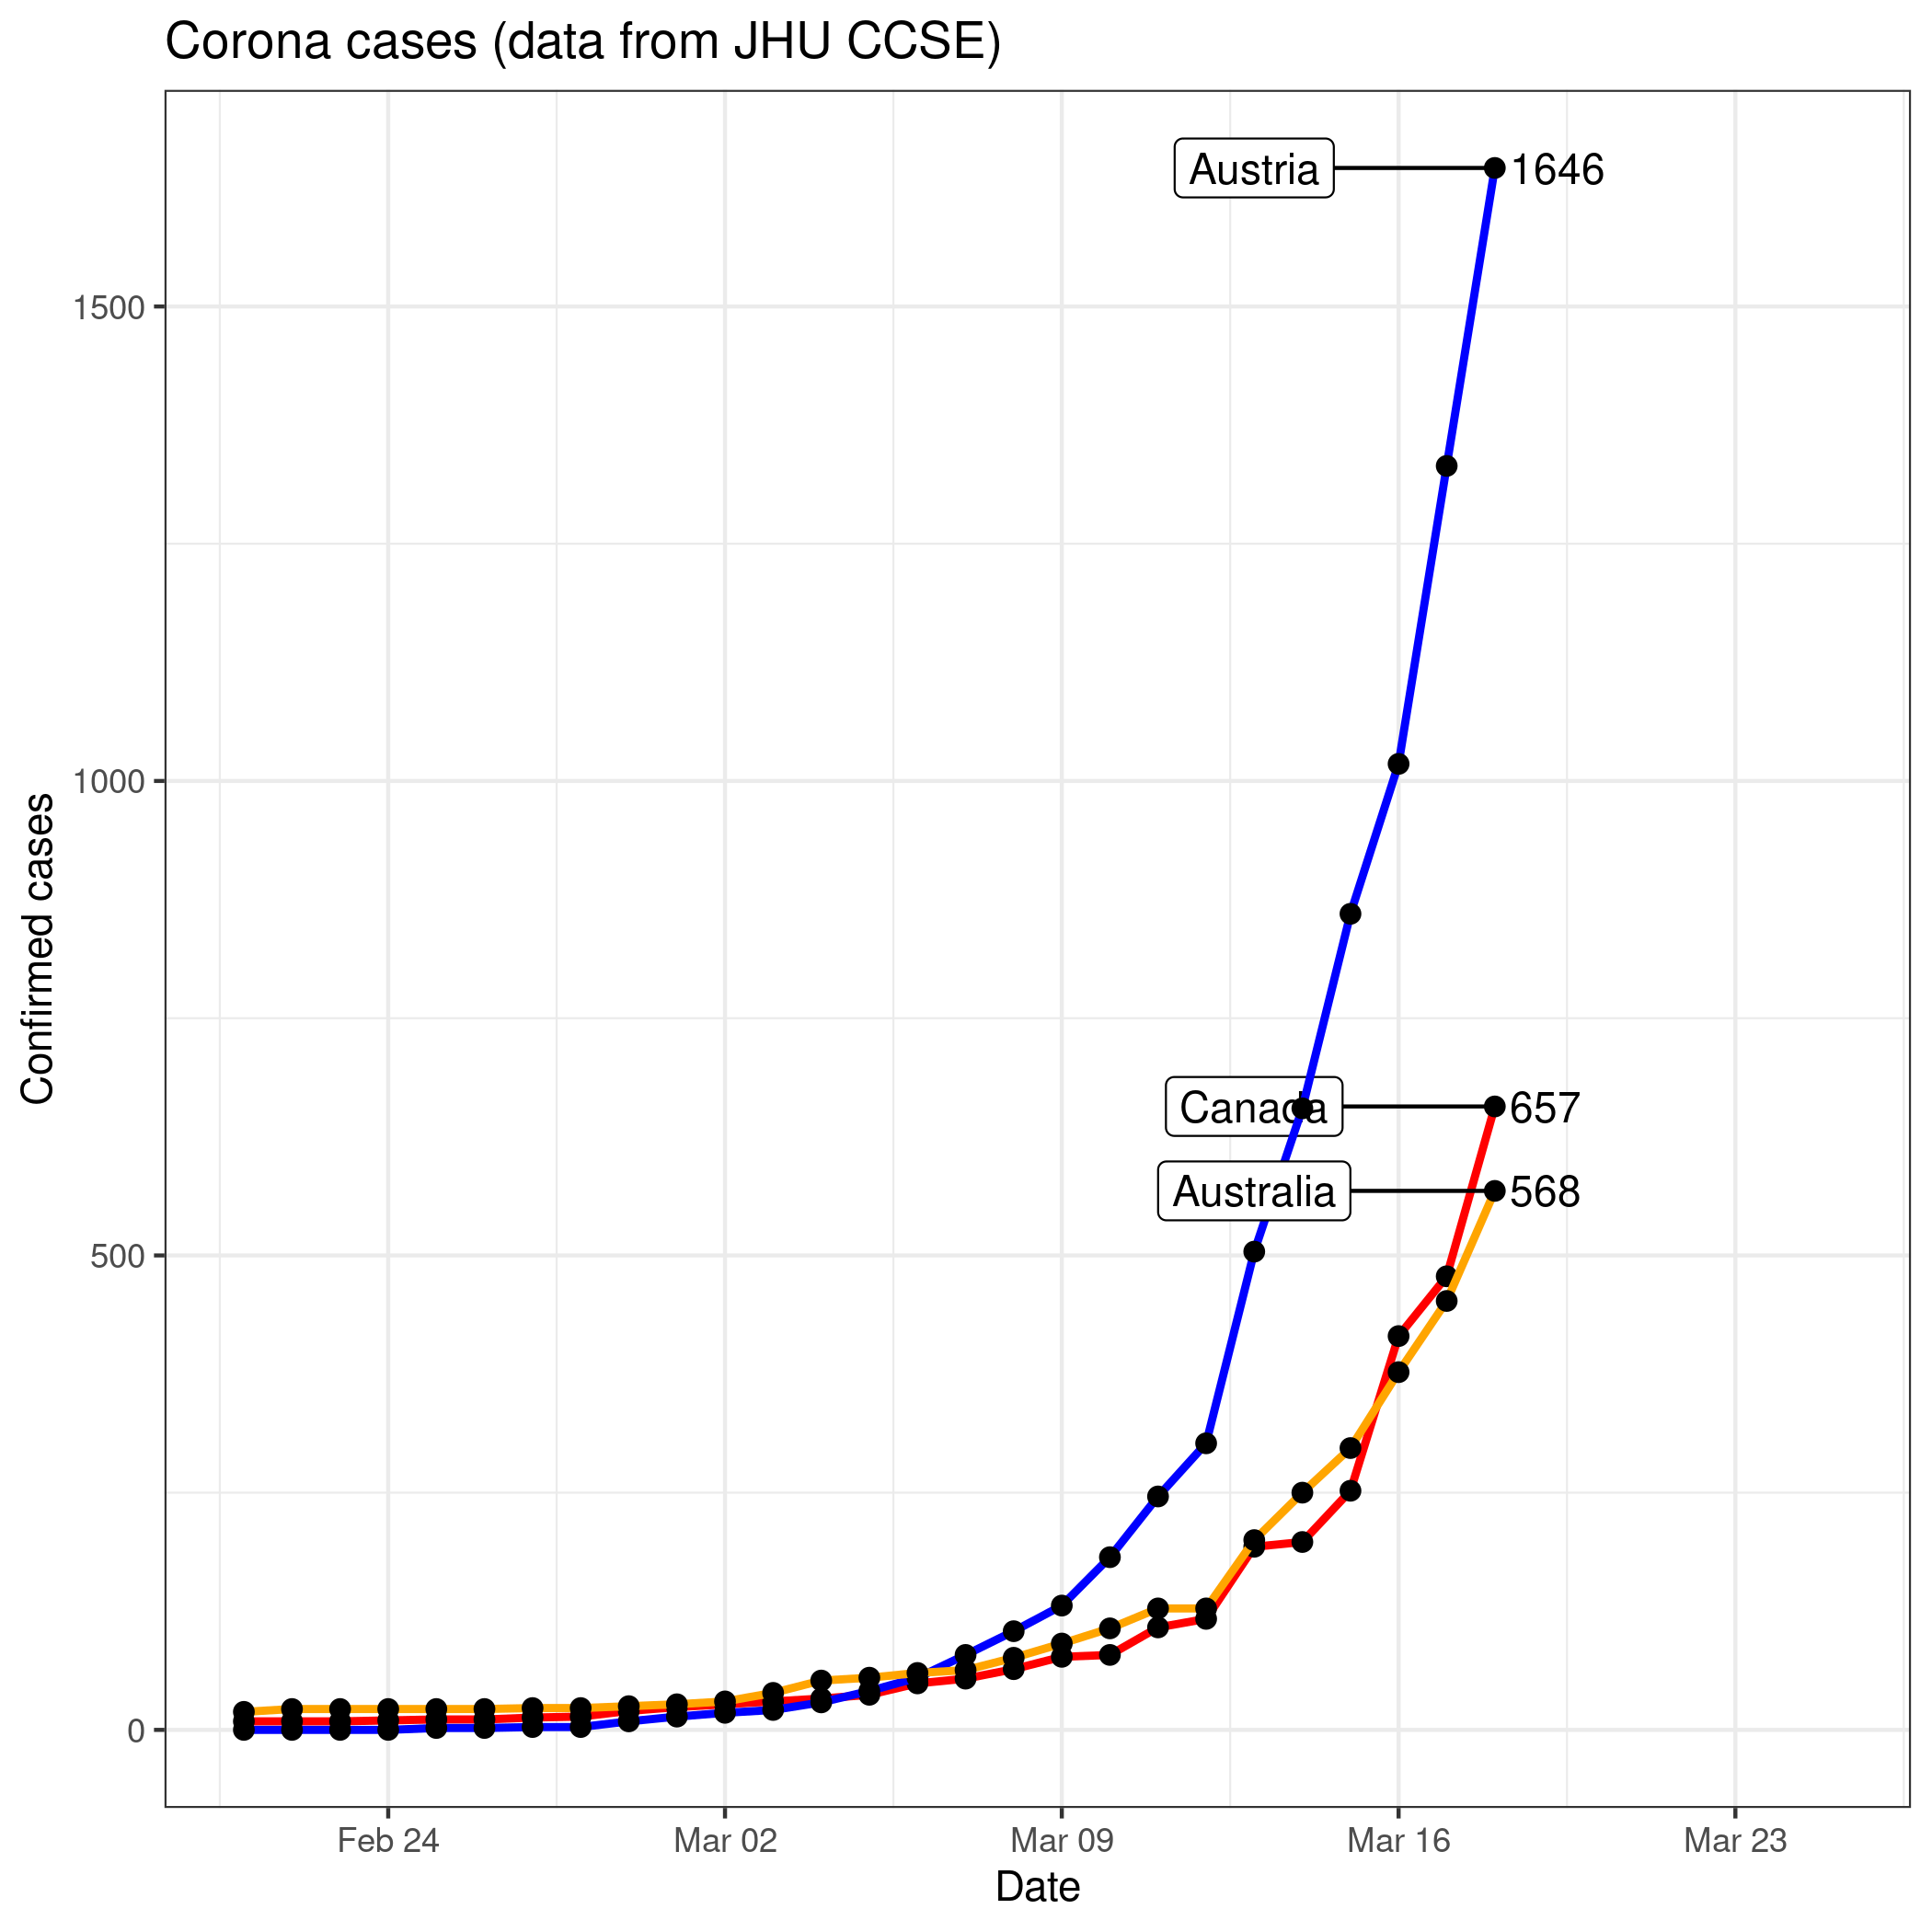 Corona cases (data from JHU CCSE)
Austria 1646
1500
1000
Confirmed cases
Canada 657
Australia 568
500
0
Feb 24 Mar 02 Mar 09 Mar 16 Mar 23
Date